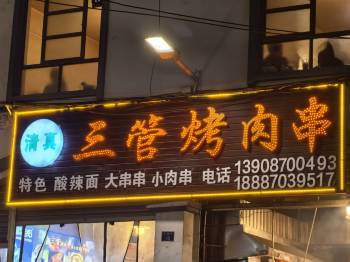 清真 三管烤肉串
特色 酸辣面 大串串 小肉串 电话 13908700493
18887039517